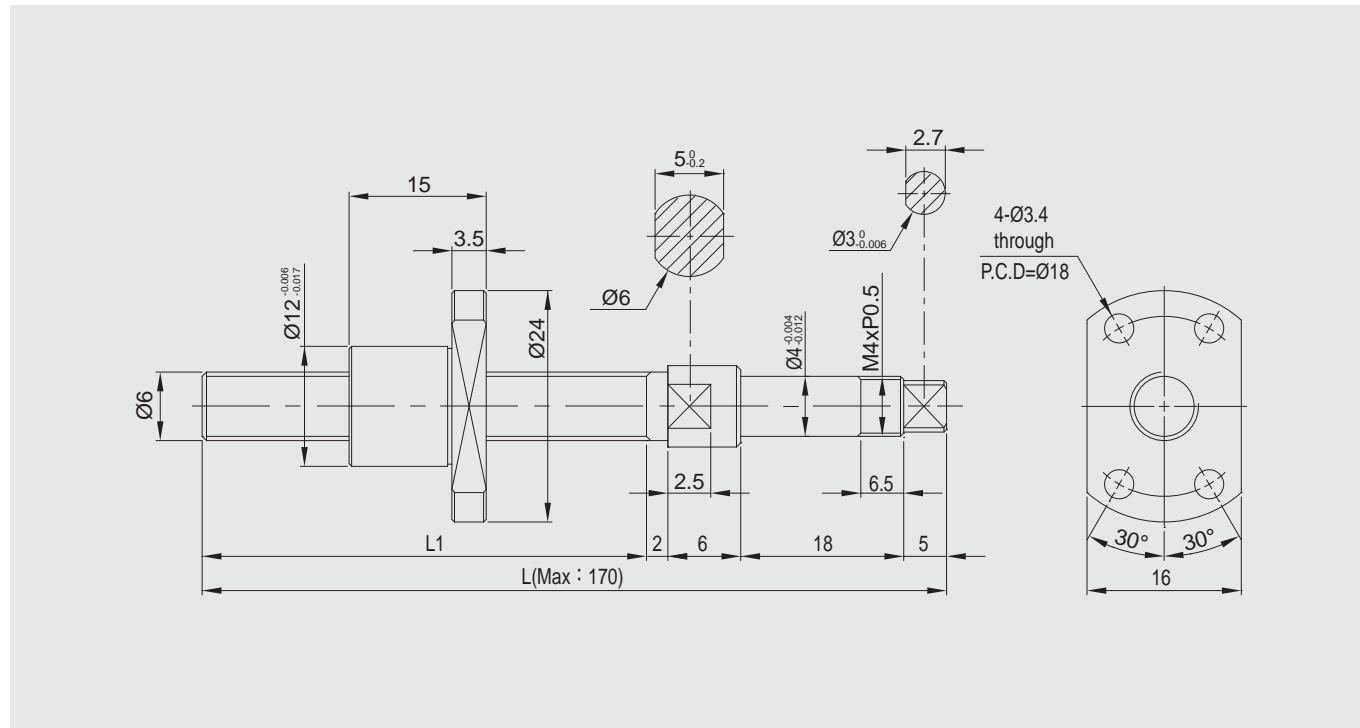 2.7
5 0 -0.2
15
4-Ø3.4
through
P.C.D=Ø18
3.5
Ø3 0 -0.006
Ø6
Ø12 -0.006 -0.017
Ø24
Ø4 -0.004 -0.012
M4xP0.5
Ø6
2.5
6.5
30°
30°
L1
2
6
18
5
L(Max：170)
16